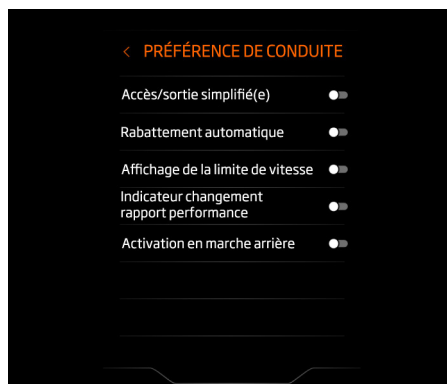 < PRÉFÉRENCE DE CONDUITE
Accès/sortie simplifié(e)
Rabattement automatique
Affichage de la limite de vitesse
Indicateur changement
rapport performance
Activation en marche arrière